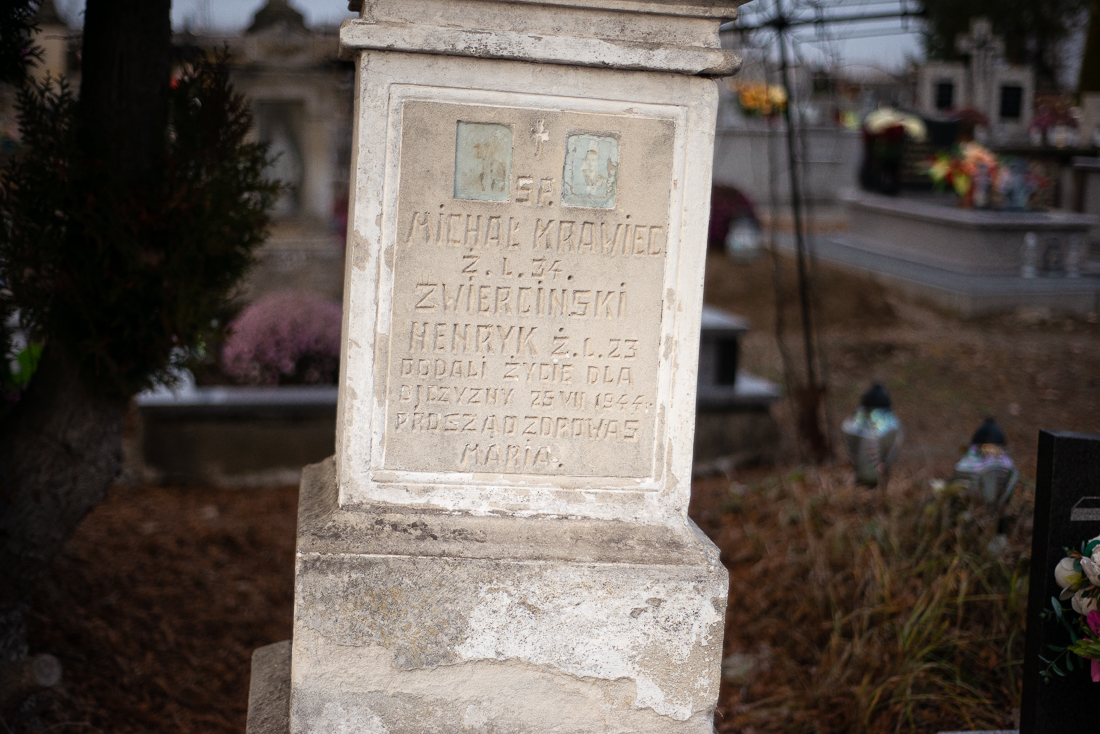 ŚP.
MICHAŁ KRAWIEC
Ż. L. 34.
ZWIERCIŃSKI
HENRYK Ż. L. 23
ODDALI ŻYCIE DLA
OJCZYZNY 25 VII 1944 r.
PROSZĄ O ZDROWAŚ
MARIA.